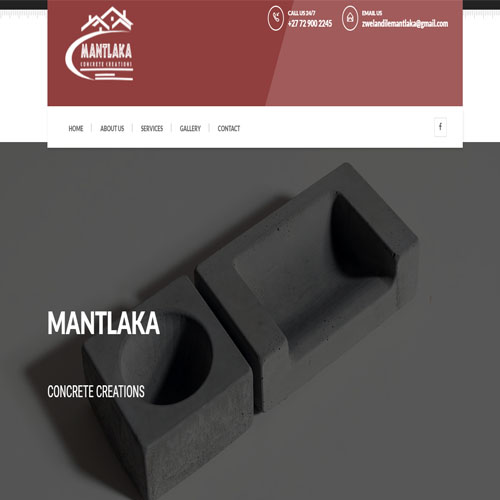 MANTLAKA
CONCRETE CREATIONS
CALL US 24/7
+27 72 900 2245
EMAIL US
zwelandilemantlaka@gmail.com
HOME
ABOUT US
SERVICES
GALLERY
CONTACT
f
MANTLAKA
CONCRETE CREATIONS